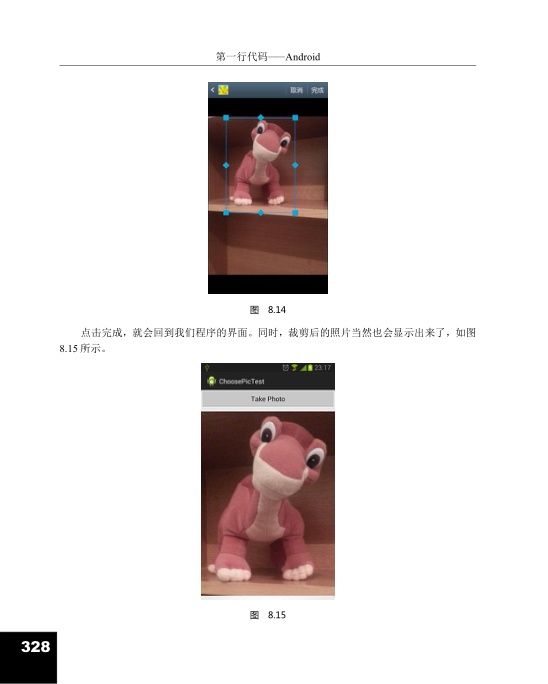 第一行代码——Android
取消 完成
图 8.14
点击完成，就会回到我们程序的界面。同时，裁剪后的照片当然也会显示出来了，如图
8.15 所示。
23:17
ChoosePicTest
Take Photo
图 8.15
328